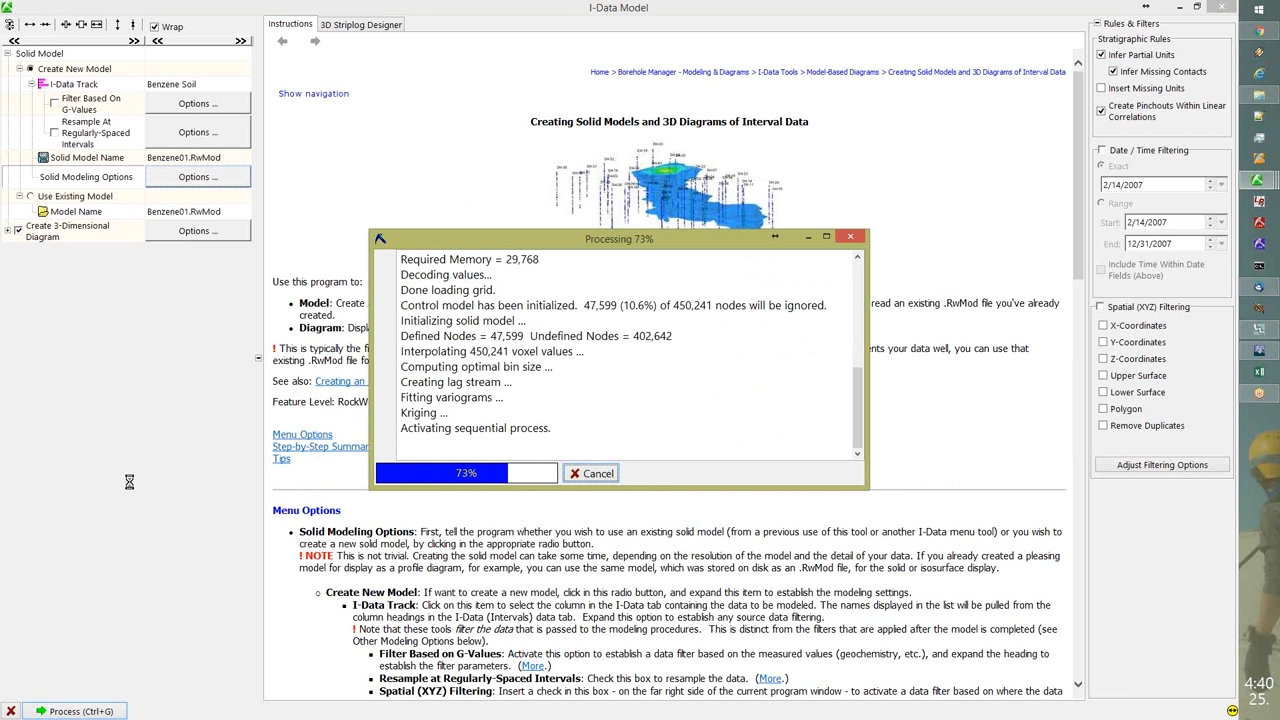 I-Data Model
Wrap
Instructions
3D Striplog Designer
<< >> << >>
Solid Model
Create New Model
I-Data Track
Benzene Soil
Filter Based On
G-Values
Options ...
Resample At
Regularly-Spaced
Intervals
Options ...
Solid Model Name
Benzene01.RwMod
Solid Modeling Options
Options ...
Use Existing Model
Model Name
Benzene01.RwMod
Create 3-Dimensional
Diagram
Options ...
Home > Borehole Manager - Modeling & Diagrams > I-Data Tools > Model-Based Diagrams > Creating Solid Models and 3D Diagrams of Interval Data
Show navigation
Creating Solid Models and 3D Diagrams of Interval Data
Use this program to:
Model: Create
read an existing .RwMod file you've already
created.
Diagram: Displ
! This is typically the fi
ents your data well, you can use that
existing .RwMod file fo
See also: Creating an
Feature Level: RockW
Menu Options
Step-by-Step Summar
Tips
Processing 73%
Required Memory = 29,768
Decoding values...
Done loading grid.
Control model has been initialized. 47,599 (10.6%) of 450,241 nodes will be ignored.
Initializing solid model ...
Defined Nodes = 47,599 Undefined Nodes = 402,642
Interpolating 450,241 voxel values ...
Computing optimal bin size ...
Creating lag stream ...
Fitting variograms ...
Kriging ...
Activating sequential process.
73%
Cancel
Menu Options
Solid Modeling Options: First, tell the program whether you wish to use an existing solid model (from a previous use of this tool or another I-Data menu tool) or you wish to
create a new solid model, by clicking in the appropriate radio button.
! NOTE This is not trivial. Creating the solid model can take some time, depending on the resolution of the model and the detail of your data. If you already created a pleasing
model for display as a profile diagram, for example, you can use the same model, which was stored on disk as an .RwMod file, for the solid or isosurface display.
Create New Model: If want to create a new model, click in this radio button, and expand this item to establish the modeling settings.
I-Data Track: Click on this item to select the column in the I-Data tab containing the data to be modeled. The names displayed in the list will be pulled from the
column headings in the I-Data (Intervals) data tab. Expand this option to establish any source data filtering.
! Note that these tools filter the data that is passed to the modeling procedures. This is distinct from the filters that are applied after the model is completed (see
Other Modeling Options below).
Filter Based on G-Values: Activate this option to establish a data filter based on the measured values (geochemistry, etc.), and expand the heading to
establish the filter parameters. (More.)
Resample at Regularly-Spaced Intervals: Check this box to resample the data. (More.)
Spatial (XYZ) Filtering: Insert a check in this box - on the far right side of the current program window - to activate a data filter based on where the data
Rules & Filters
Stratigraphic Rules
Infer Partial Units
Infer Missing Contacts
Insert Missing Units
Create Pinchouts Within Linear
Correlations
Date / Time Filtering
Exact
2/14/2007
Range
Start: 2/14/2007
End: 12/31/2007
Include Time Within Date
Fields (Above)
Spatial (XYZ) Filtering
X-Coordinates
Y-Coordinates
Z-Coordinates
Upper Surface
Lower Surface
Polygon
Remove Duplicates
Adjust Filtering Options
Process (Ctrl+G)
4:40
25.